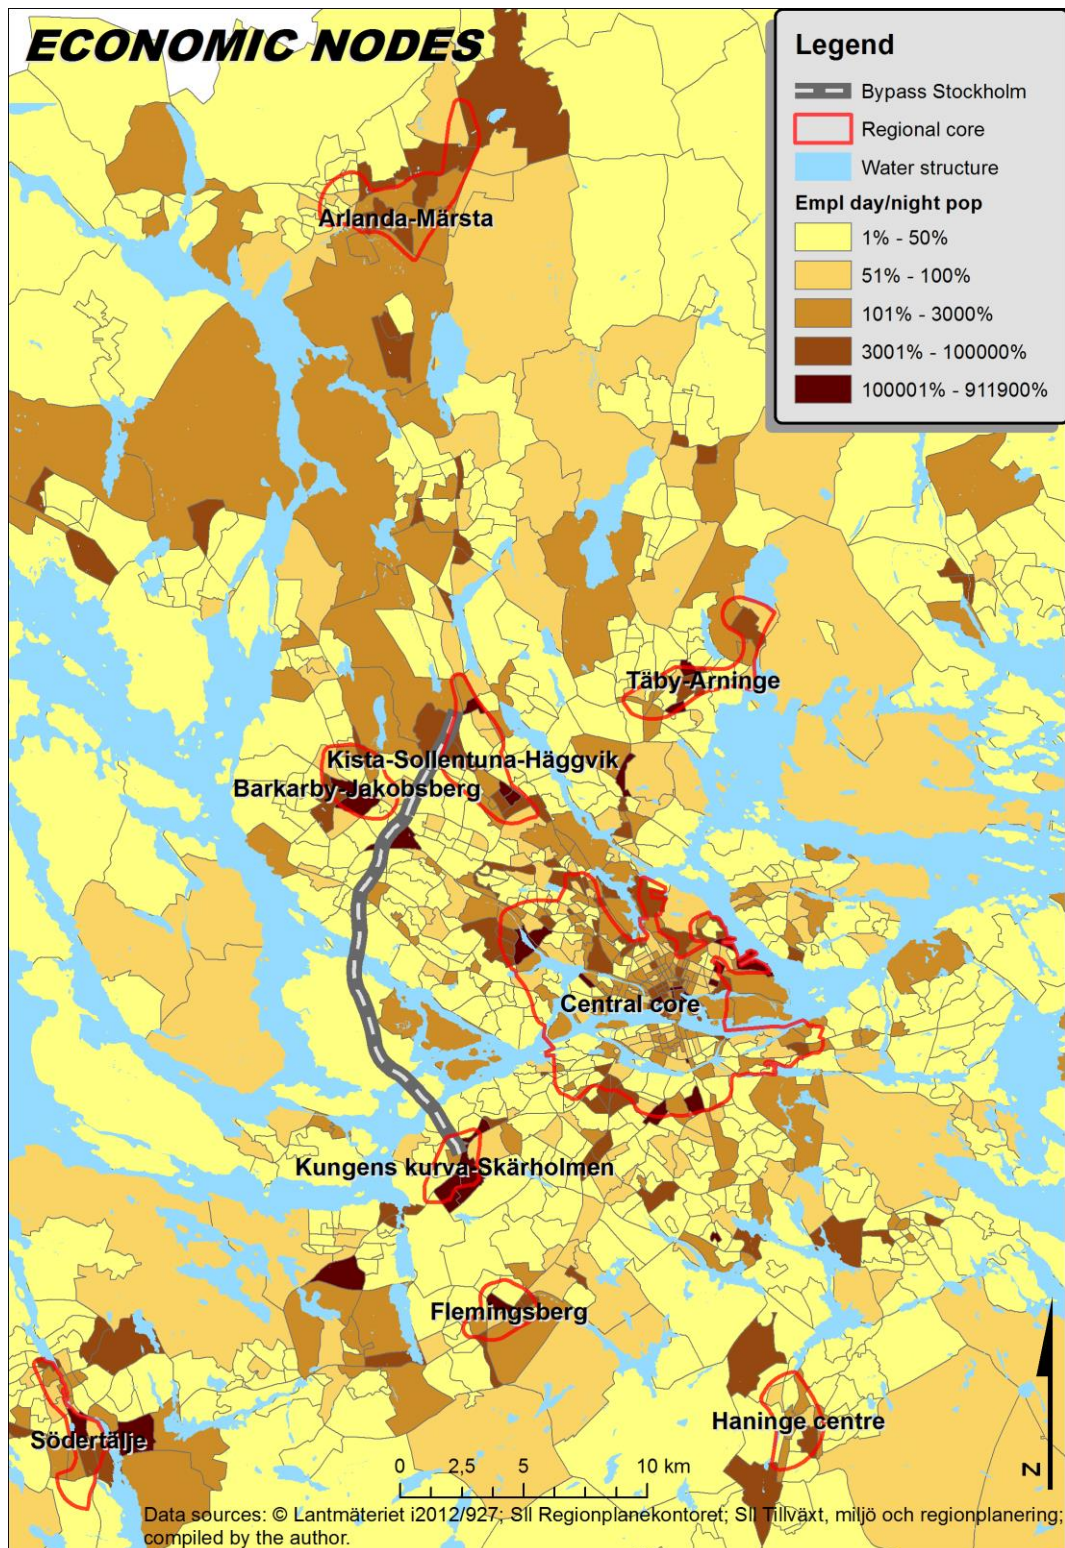 ECONOMIC NODES
Legend
Bypass Stockholm
Regional core
Water structure
Empl day/night pop
1% - 50%
51% - 100%
101% - 3000%
3001% - 100000%
100001% - 911900%
Arlanda-Märsta
Täby-Arninge
Kista-Sollentuna-Häggvik
Barkarby-Jakobsberg
Central core
Kungens kurva-Skärholmen
Flemingsberg
Haninge centre
Södertälje
0 2,5 5 10 km
N
Data sources: © Lantmäteriet i2012/927; Sll Regionplanekontoret; Sll Tillväxt, miljö och regionplanering;
compiled by the author.